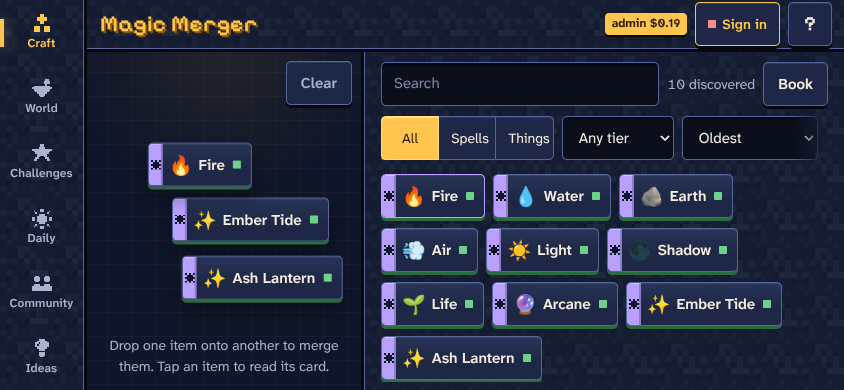 Craft
World
Challenges
Daily
Community
Ideas
Magic Merger
admin $0.19
Sign in
?
Clear
Fire
Ember Tide
Ash Lantern
Drop one item onto another to merge
them. Tap an item to read its card.
Search
10 discovered
Book
All
Spells
Things
Any tier
Oldest
Fire
Water
Earth
Air
Light
Shadow
Life
Arcane
Ember Tide
Ash Lantern